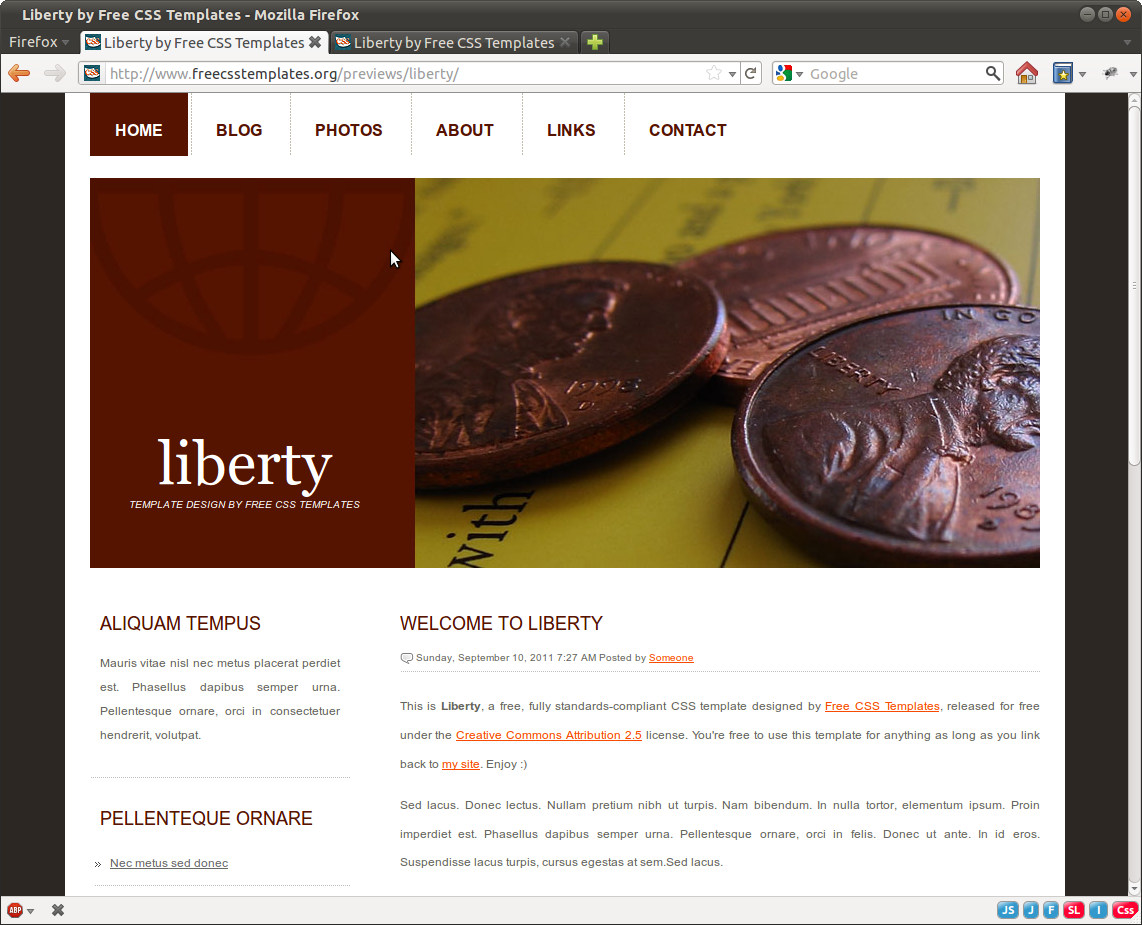 Liberty by Free CSS Templates - Mozilla Firefox
Firefox
Liberty by Free CSS Templates
Liberty by Free CSS Templates
http://www.freecsstemplates.org/previews/liberty/
Google
HOME BLOG PHOTOS ABOUT LINKS CONTACT
IN GO
LIBERTY
1993
D
198
with
liberty
TEMPLATE DESIGN BY FREE CSS TEMPLATES
ALIQUAM TEMPUS
Mauris vitae nisl nec metus placerat perdiet
est. Phasellus dapibus semper urna.
Pellentesque ornare, orci in consectetuer
hendrerit, volutpat.
PELLENTEQUE ORNARE
» Nec metus sed donec
WELCOME TO LIBERTY
Sunday, September 10, 2011 7:27 AM Posted by Someone
This is Liberty, a free, fully standards-compliant CSS template designed by Free CSS Templates, released for free
under the Creative Commons Attribution 2.5 license. You're free to use this template for anything as long as you link
back to my site. Enjoy :)
Sed lacus. Donec lectus. Nullam pretium nibh ut turpis. Nam bibendum. In nulla tortor, elementum ipsum. Proin
imperdiet est. Phasellus dapibus semper urna. Pellentesque ornare, orci in felis. Donec ut ante. In id eros.
Suspendisse lacus turpis, cursus egestas at sem.Sed lacus.
ABP
JS J F SL I Css